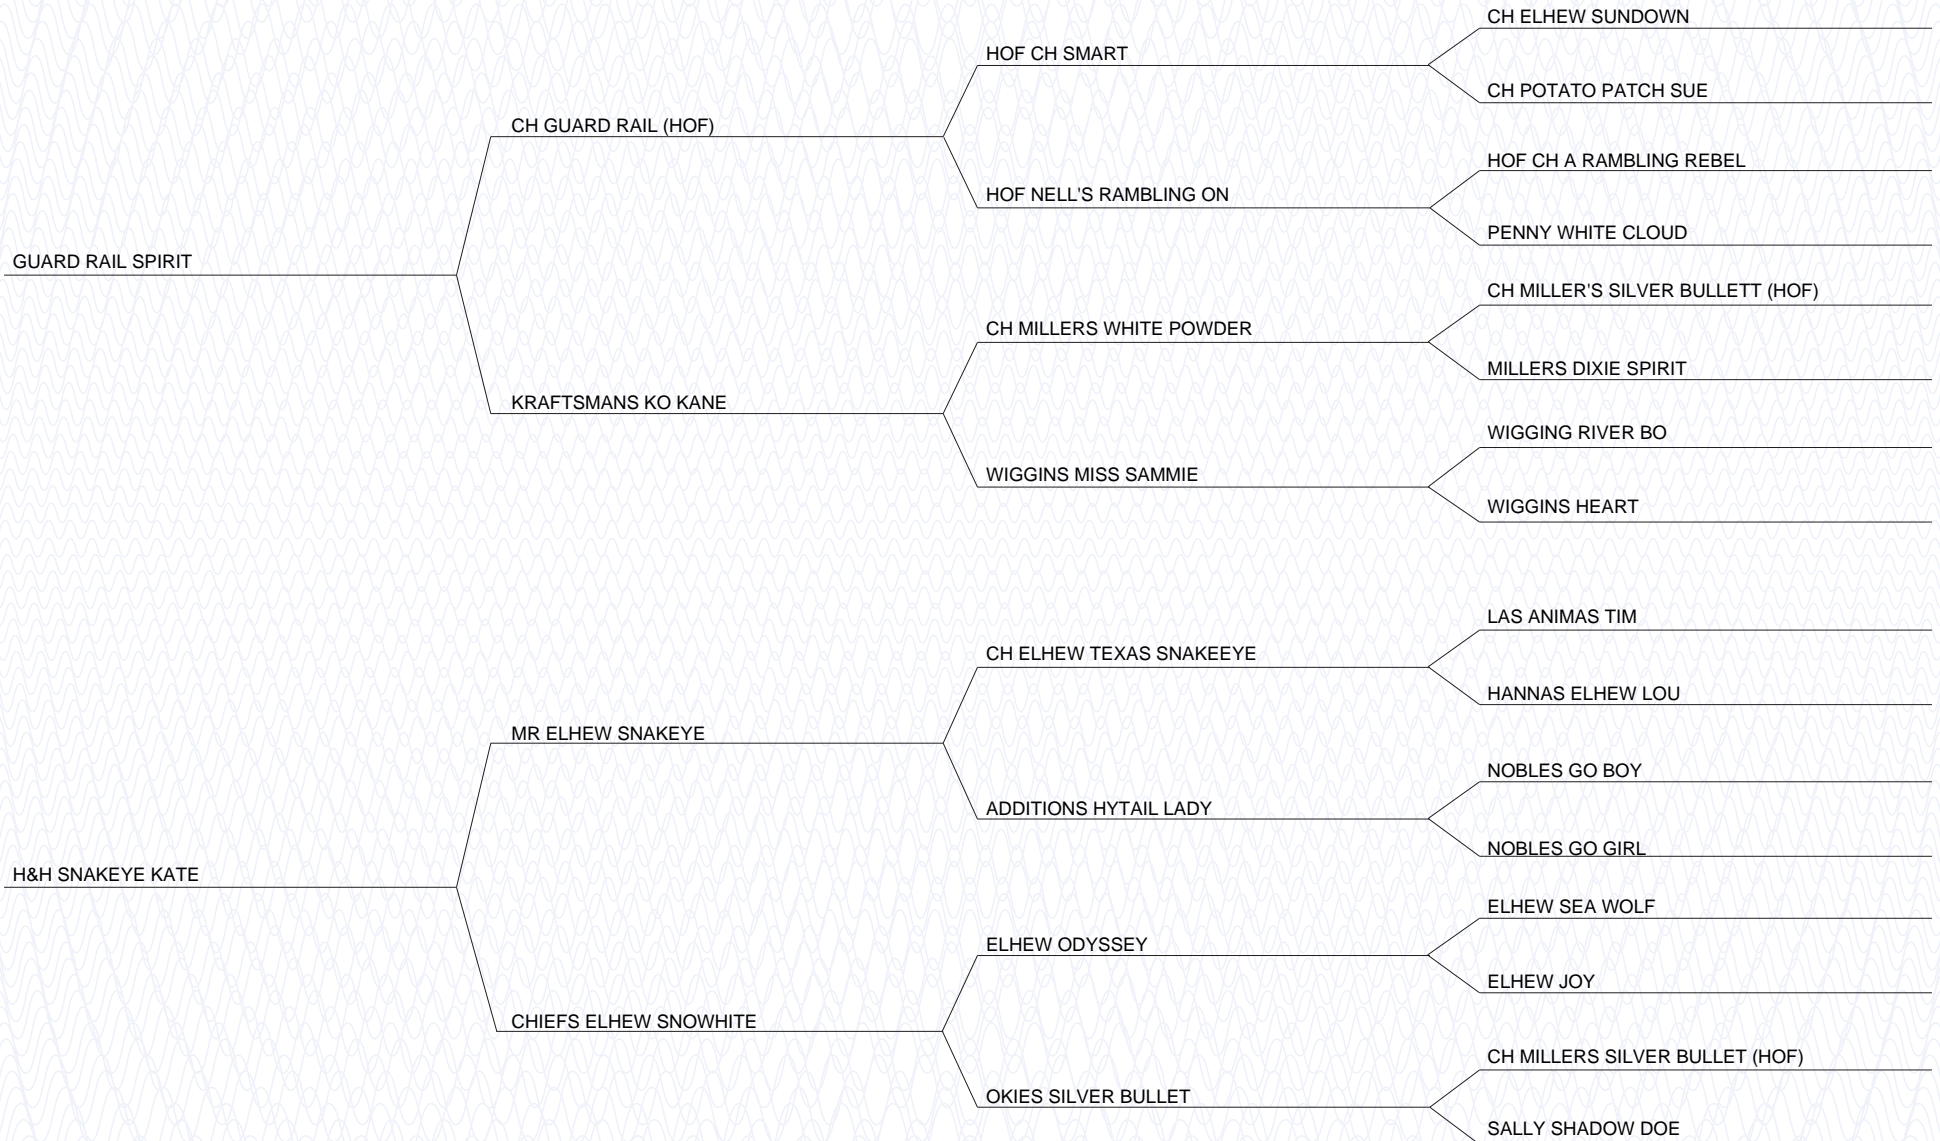 CH ELHEW SUNDOWN
HOF CH SMART
CH POTATO PATCH SUE
CH GUARD RAIL (HOF)
HOF CH A RAMBLING REBEL
HOF NELL'S RAMBLING ON
PENNY WHITE CLOUD
GUARD RAIL SPIRIT
CH MILLER'S SILVER BULLETT (HOF)
CH MILLERS WHITE POWDER
MILLERS DIXIE SPIRIT
KRAFTSMANS KO KANE
WIGGING RIVER BO
WIGGINS MISS SAMMIE
WIGGINS HEART
LAS ANIMAS TIM
CH ELHEW TEXAS SNAKEEYE
HANNAS ELHEW LOU
MR ELHEW SNAKEYE
NOBLES GO BOY
ADDITIONS HYTAIL LADY
NOBLES GO GIRL
H&H SNAKEYE KATE
ELHEW SEA WOLF
ELHEW ODYSSEY
ELHEW JOY
CHIEFS ELHEW SNOWHITE
CH MILLERS SILVER BULLET (HOF)
OKIES SILVER BULLET
SALLY SHADOW DOE